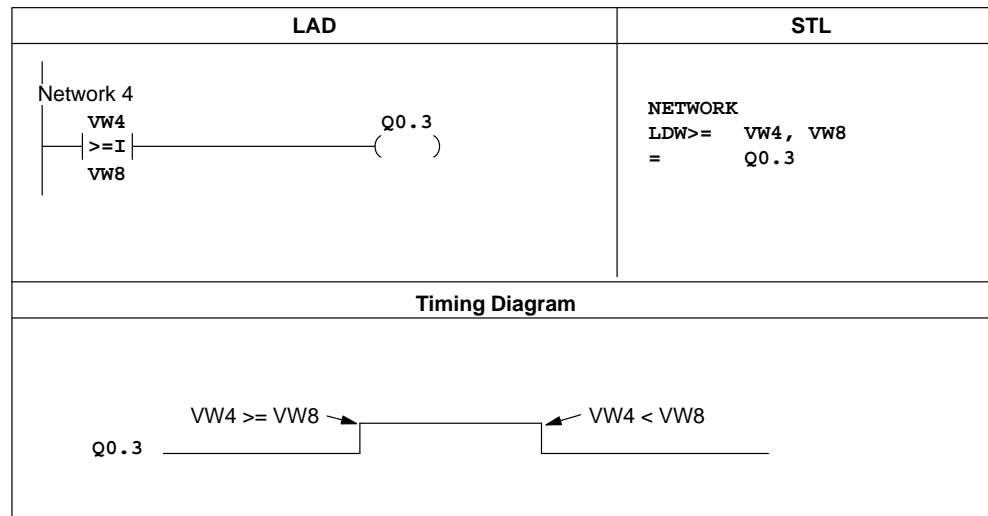 LAD
STL
Network 4
VW4
>=I
VW8
Q0.3
( )
NETWORK
LDW>= VW4, VW8
= Q0.3
Timing Diagram
VW4 >= VW8
VW4 < VW8
Q0.3